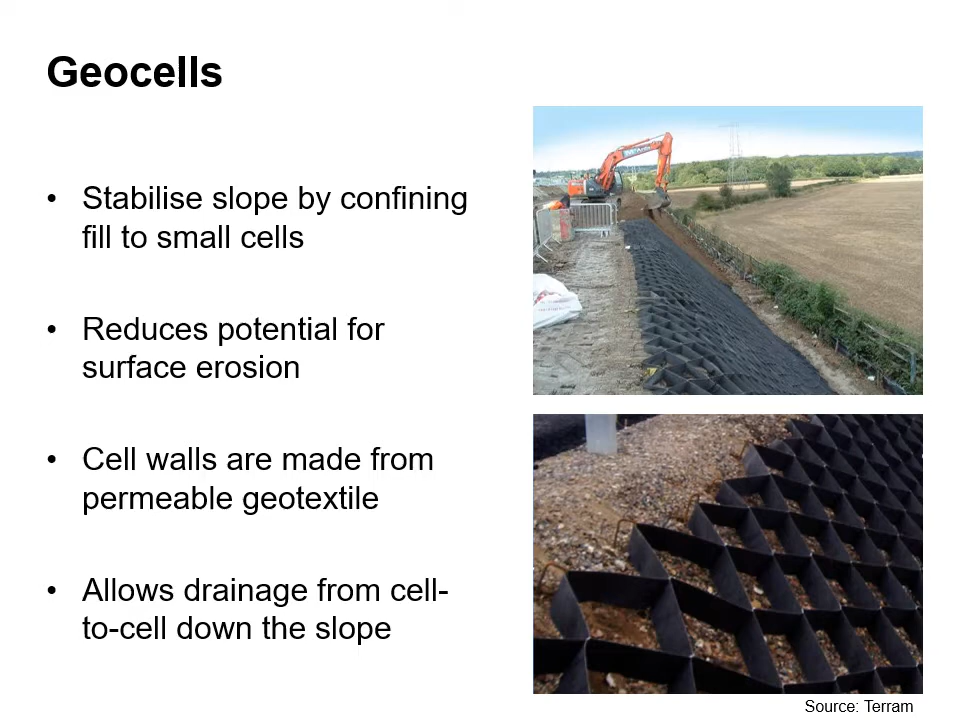 Geocells
• Stabilise slope by confining
fill to small cells
• Reduces potential for
surface erosion
• Cell walls are made from
permeable geotextile
• Allows drainage from cell-
to-cell down the slope
Source: Terram